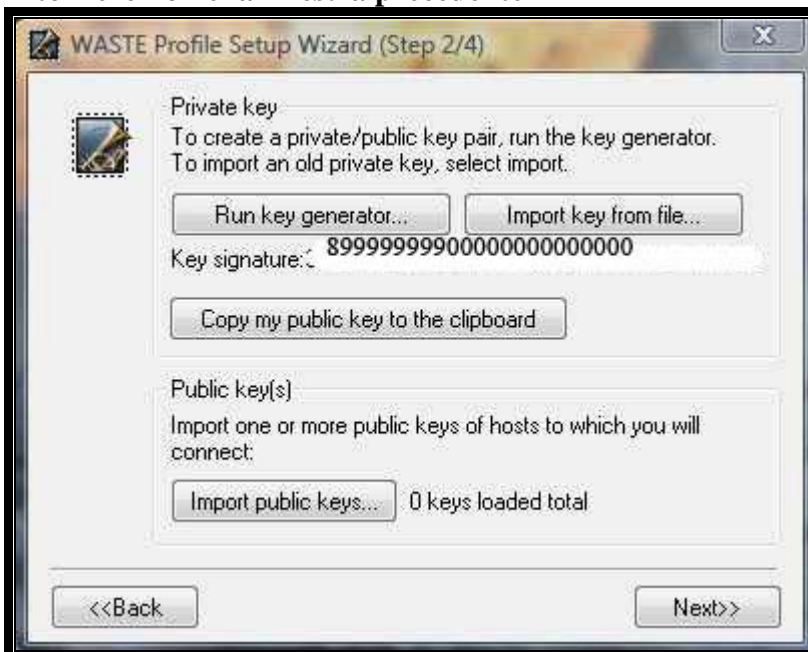 WASTE Profile Setup Wizard (Step 2/4)
Private key
To create a private/public key pair, run the key generator.
To import an old private key, select import.
Run key generator... Import key from file...
Key signature: 89999999900000000000000
Copy my public key to the clipboard
Public key(s)
Import one or more public keys of hosts to which you will
connect:
Import public keys... 0 keys loaded total
<<Back Next>>